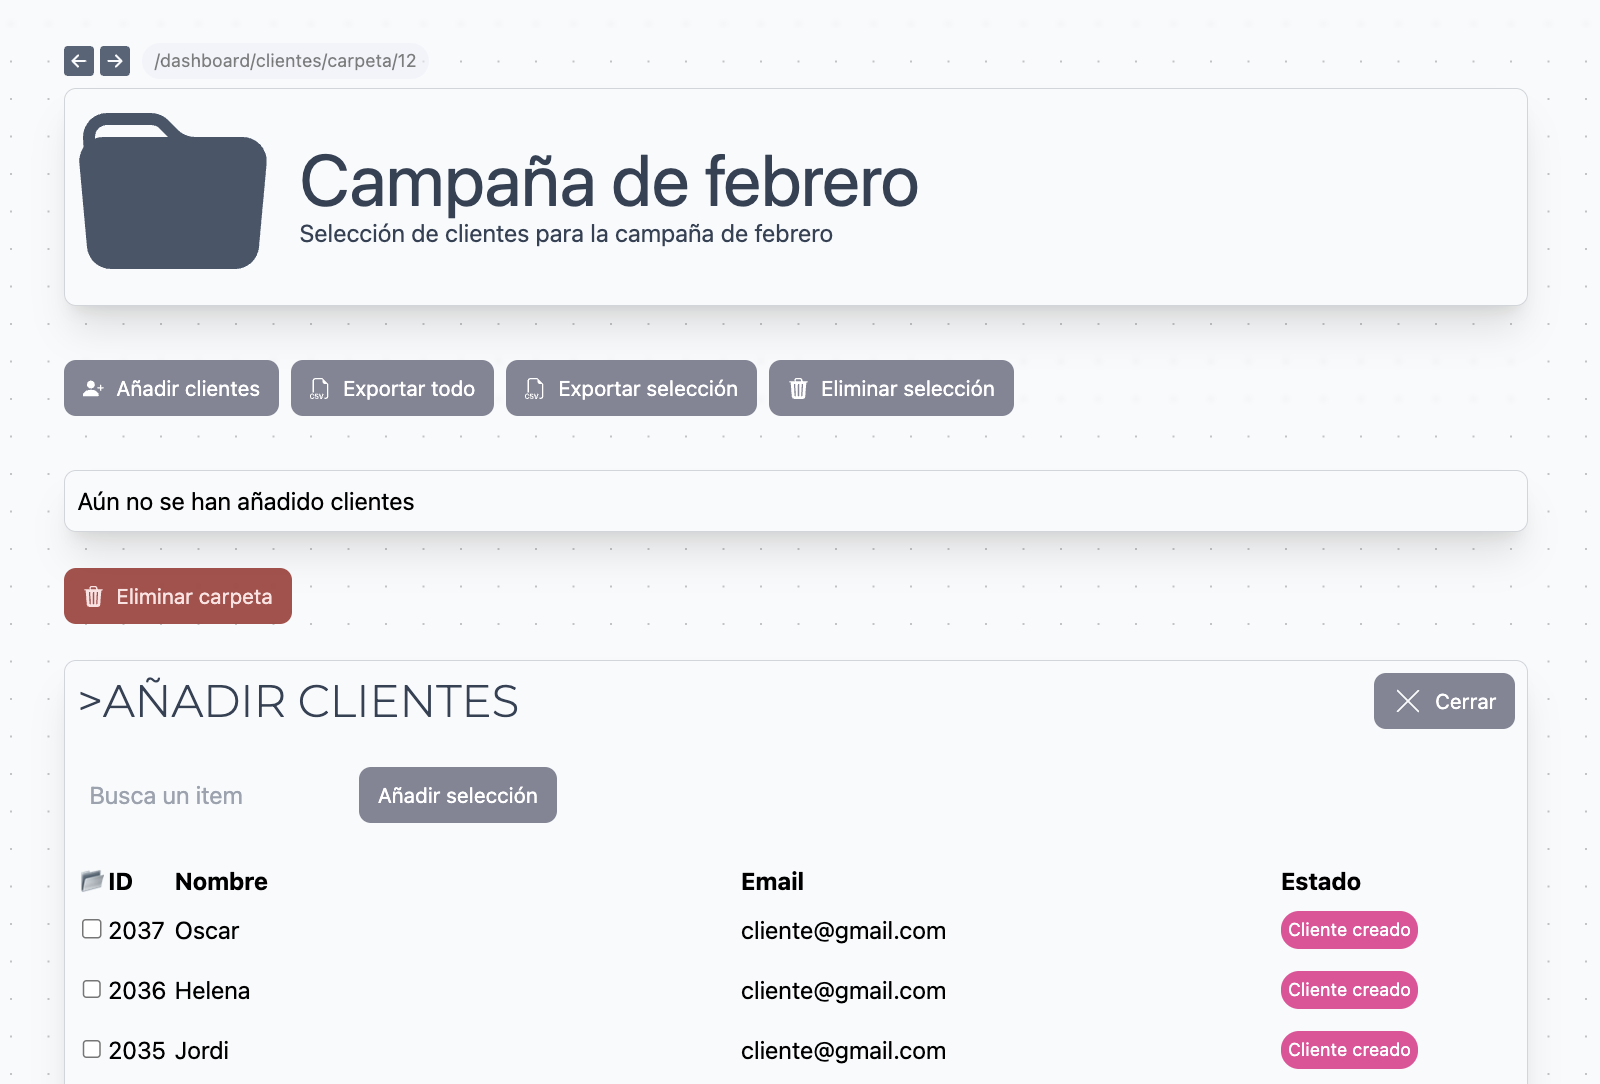 /dashboard/clientes/carpeta/12
Campaña de febrero
Selección de clientes para la campaña de febrero
Añadir clientes
CSV Exportar todo
CSV Exportar selección
Eliminar selección
Aún no se han añadido clientes
Eliminar carpeta
>AÑADIR CLIENTES
Cerrar
Busca un item
Añadir selección
ID Nombre Email Estado
2037 Oscar cliente@gmail.com Cliente creado
2036 Helena cliente@gmail.com Cliente creado
2035 Jordi cliente@gmail.com Cliente creado